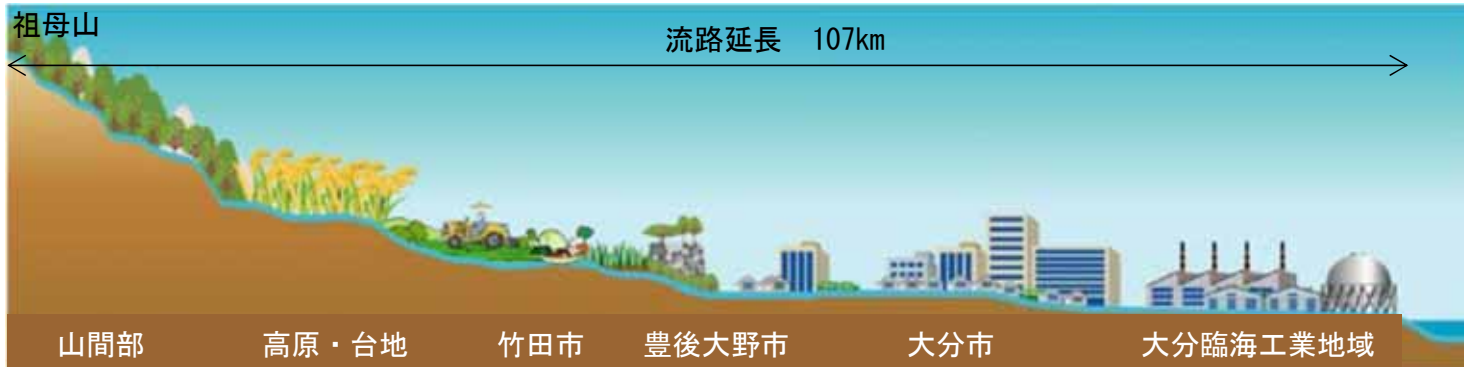 祖母山
流路延長　107km
山間部
高原・台地
竹田市
豊後大野市
大分市
大分臨海工業地域